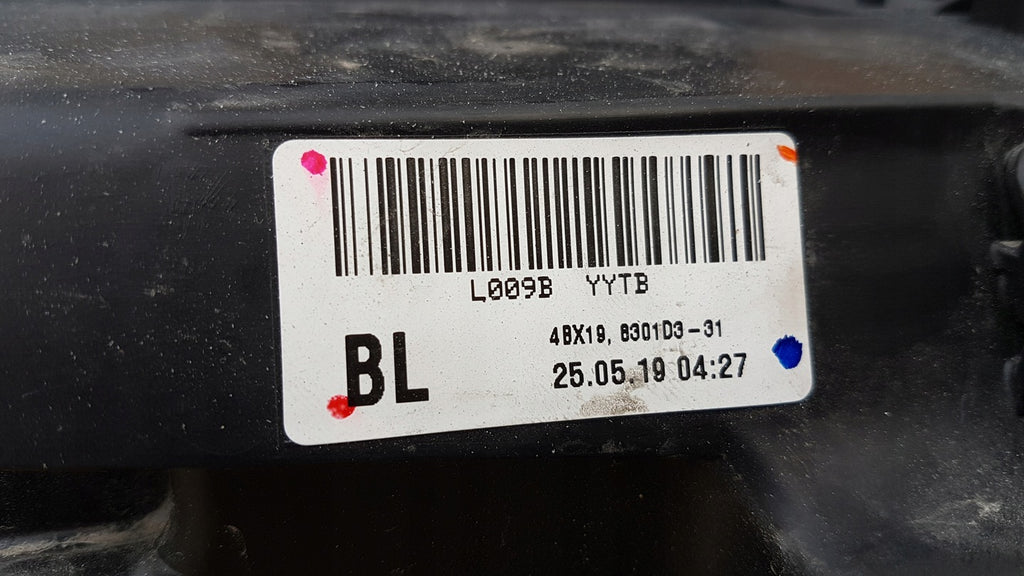 L009B YYTB
BL
4BX19, 8301D3-31
25.05.19 04:27